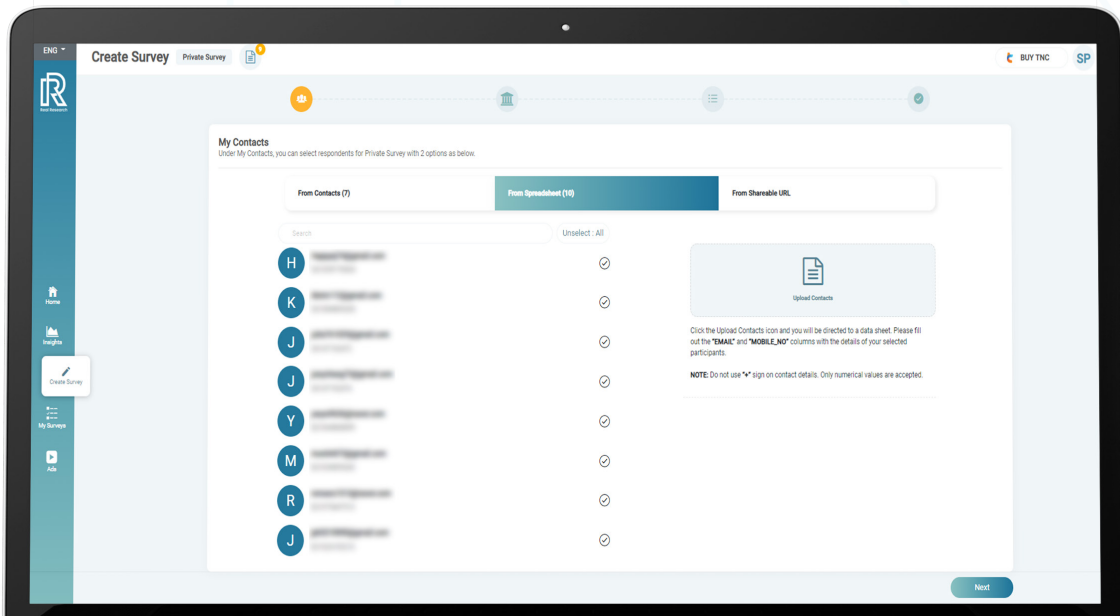 ENG
Create Survey
Private Survey
BUY TNC
SP
R
Real Research
My Contacts
Under My Contacts, you can select respondents for Private Survey with 2 options as below.
From Contacts (7)
From Spreadsheet (10)
From Shareable URL
Search
Unselect : All
H
K
J
J
Y
M
R
J
Upload Contacts
Click the Upload Contacts icon and you will be directed to a data sheet. Please fill
out the "EMAIL" and "MOBILE_NO" columns with the details of your selected
participants.
NOTE: Do not use "+" sign on contact details. Only numerical values are accepted.
Home
Insights
Create Survey
My Surveys
Ads
Next